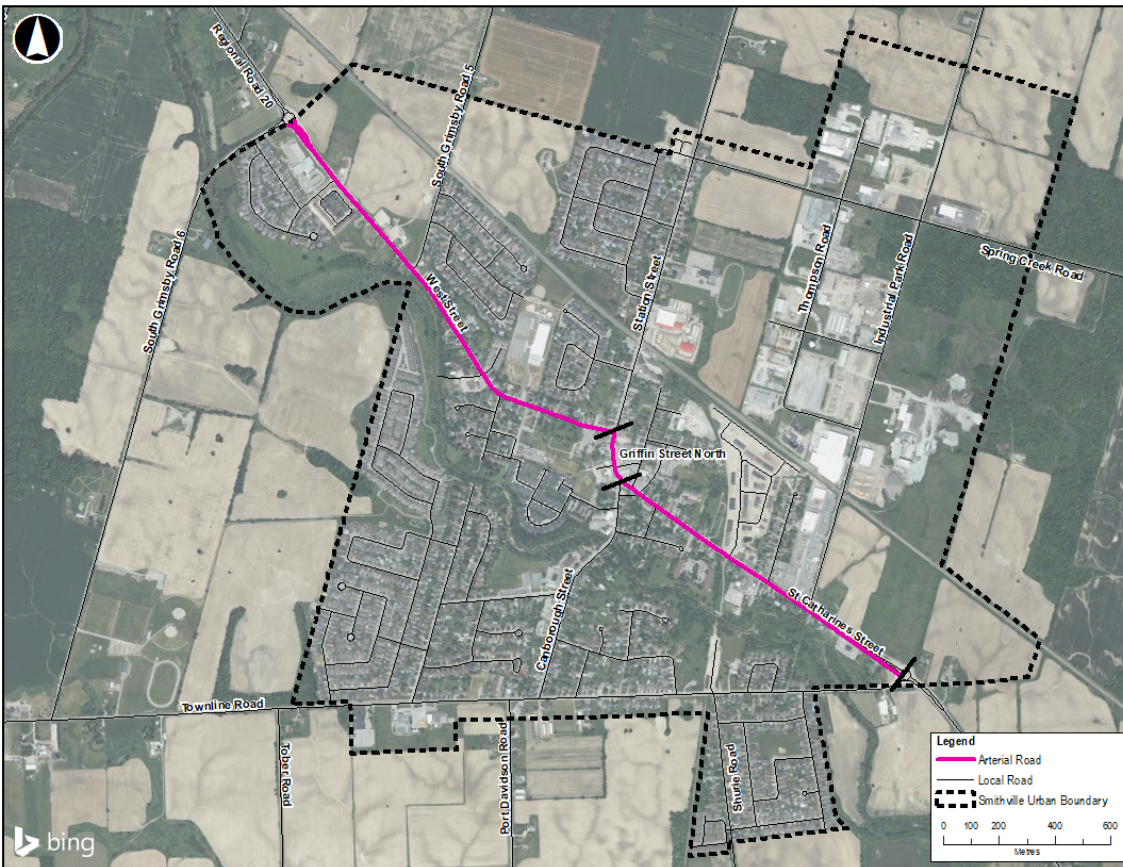 Regional Road 20
South Grimsby Road 5
South Grimsby Road 6
West Street
Station Street
Thompson Road
Industrial Park Road
Spring Creek Road
Griffin Street North
St Catharines Street
Canborough Street
Townline Road
Tober Road
Port Davidson Road
Shurie Road
Legend
Arterial Road
Local Road
Smithville Urban Boundary
0 100 200 400 600
Metres
bing